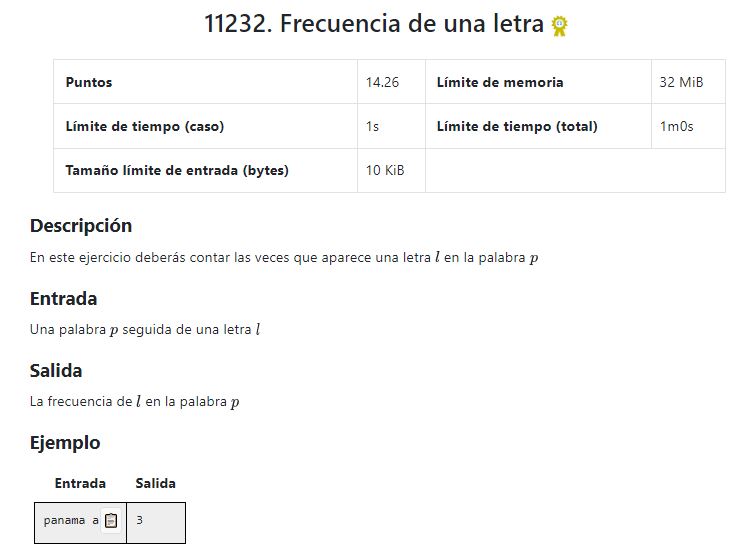 11232. Frecuencia de una letra
Puntos 14.26 Límite de memoria 32 MiB
Límite de tiempo (caso) 1s Límite de tiempo (total) 1m0s
Tamaño límite de entrada (bytes) 10 KiB
Descripción
En este ejercicio deberás contar las veces que aparece una letra l en la palabra p
Entrada
Una palabra p seguida de una letra l
Salida
La frecuencia de l en la palabra p
Ejemplo
Entrada Salida
panama a 3